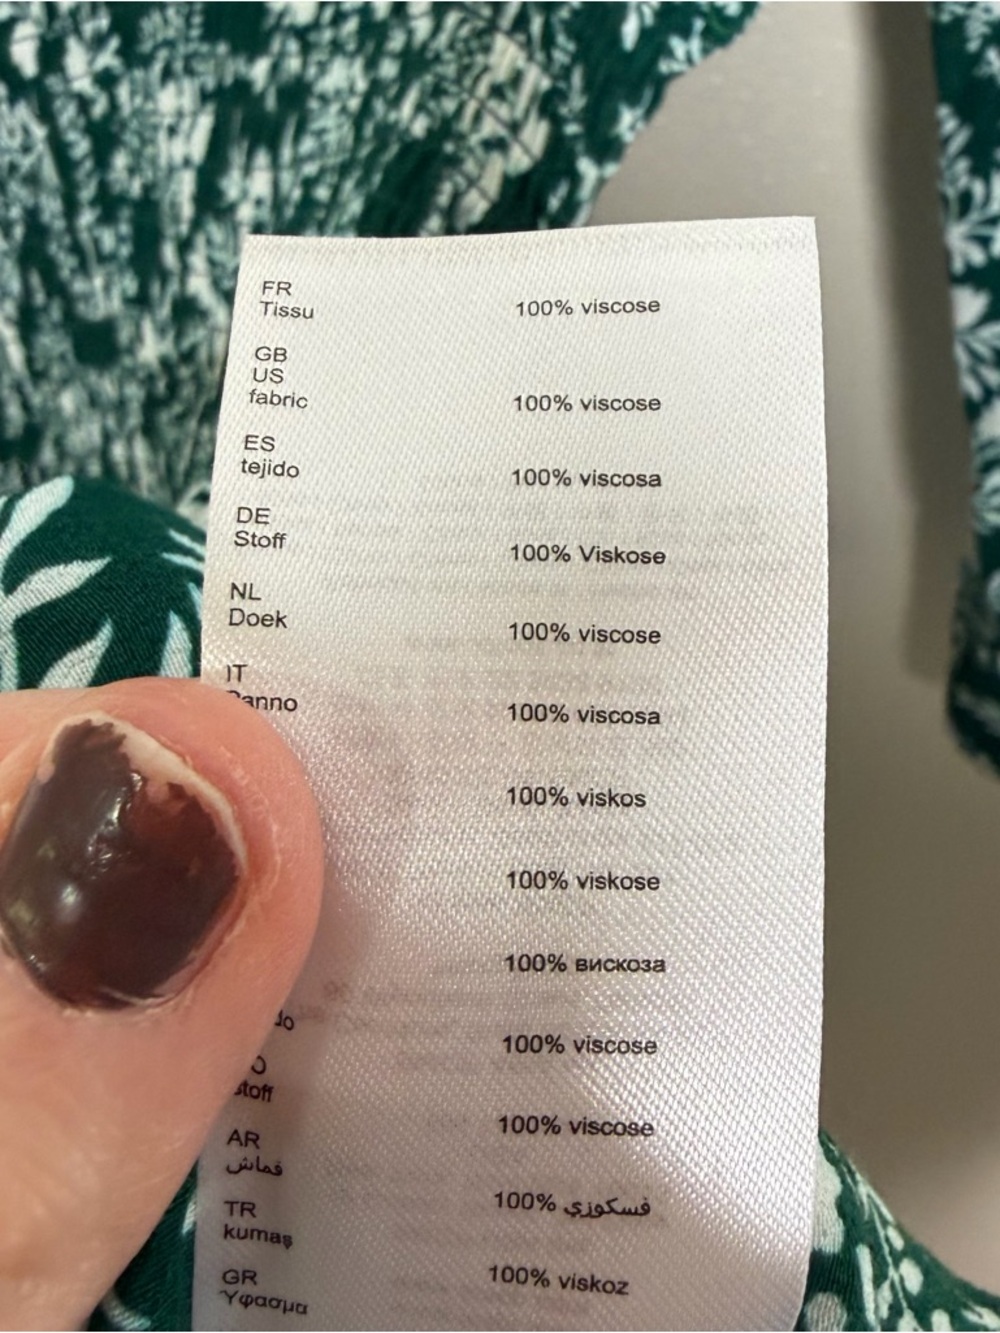 FR
Tissu 100% viscose
GB
US
fabric 100% viscose
ES
tejido 100% viscosa
DE
Stoff 100% Viskose
NL
Doek 100% viscose
IT
100% viscosa
100% viskos
100% viskose
100% вискоза
100% viscose
100% viscose
AR
قماش
100% فسكوزي
TR
kumaş
100% viskoz
GR
Ύφασμα